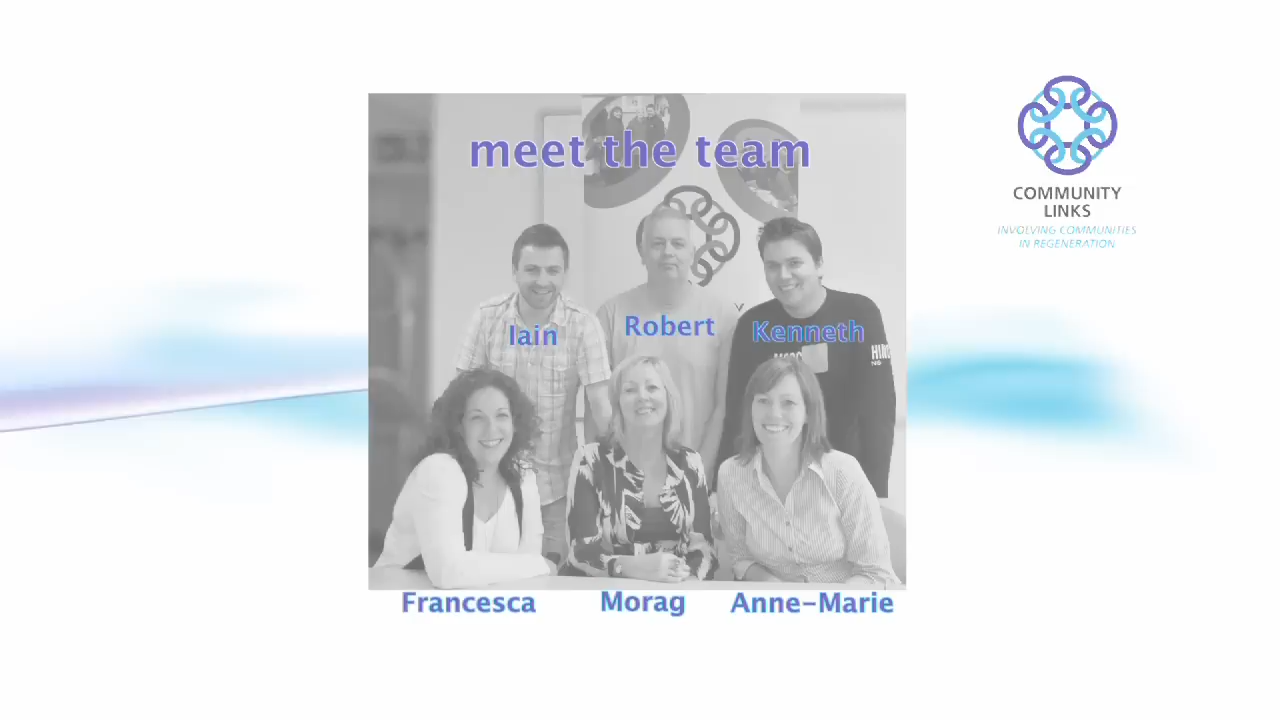 meet the team
COMMUNITY
LINKS
INVOLVING COMMUNITIES
IN REGENERATION
Iain
Robert
Kenneth
Francesca
Morag
Anne-Marie